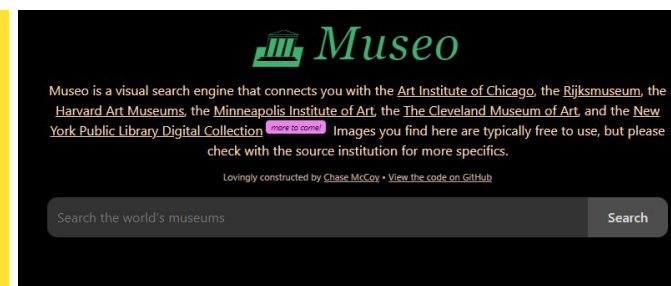 Museo
Museo is a visual search engine that connects you with the Art Institute of Chicago, the Rijksmuseum, the
Harvard Art Museums, the Minneapolis Institute of Art, the The Cleveland Museum of Art, and the New
York Public Library Digital Collection more to come! Images you find here are typically free to use, but please
check with the source institution for more specifics.
Lovingly constructed by Chase McCoy • View the code on GitHub
Search the world's museums Search